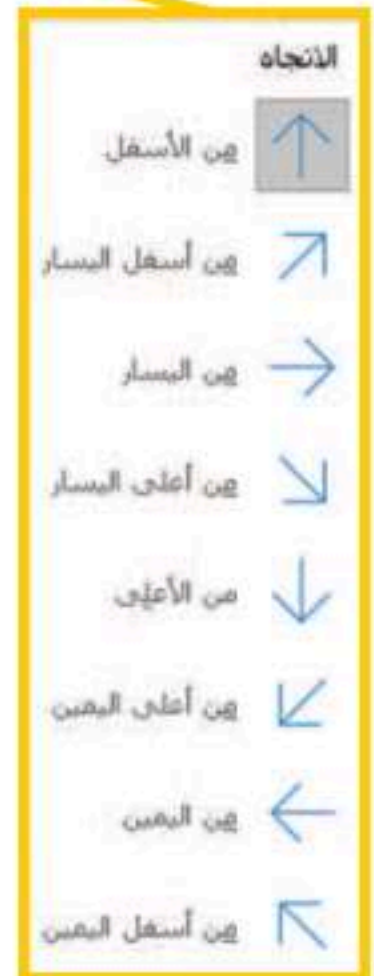 الاتجاه
من الأسفل
من أسفل اليسار
من اليسار
من أعلى اليسار
من الأعلى
من أعلى اليمين
من اليمين
من أسفل اليمين